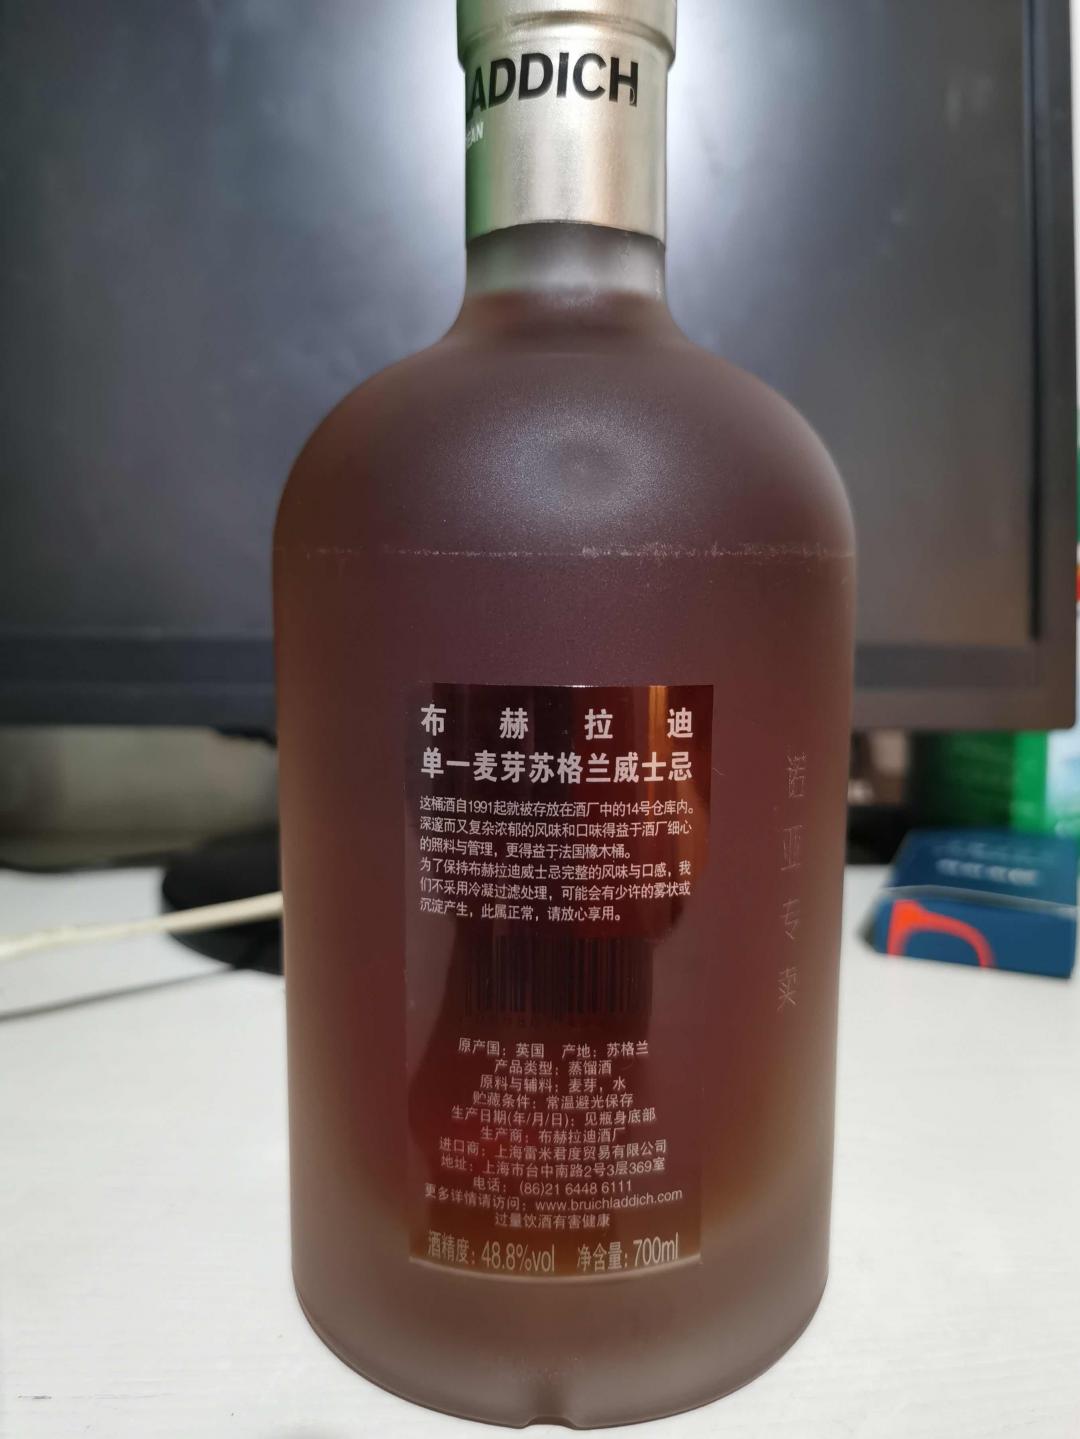 ADDICH
EAN
布赫拉迪
单一麦芽苏格兰威士忌
这桶酒自1991起就被存放在酒厂中的14号仓库内。
深邃而又复杂浓郁的风味和口味得益于酒厂细心
的照料与管理，更得益于法国橡木桶。
为了保持布赫拉迪威士忌完整的风味与口感，我
们不采用冷凝过滤处理，可能会有少许的雾状或
沉淀产生，此属正常，请放心享用。
诺亚专卖
原产国：英国 产地：苏格兰
产品类型：蒸馏酒
原料与辅料：麦芽，水
贮藏条件：常温避光保存
生产日期(年/月/日)：见瓶身底部
生产商：布赫拉迪酒厂
进口商：上海雷米君度贸易有限公司
地址：上海市台中南路2号3层369室
电话：(86)21 6448 6111
更多详情请访问：www.bruichladdich.com
过量饮酒有害健康
酒精度：48.8%vol 净含量：700ml